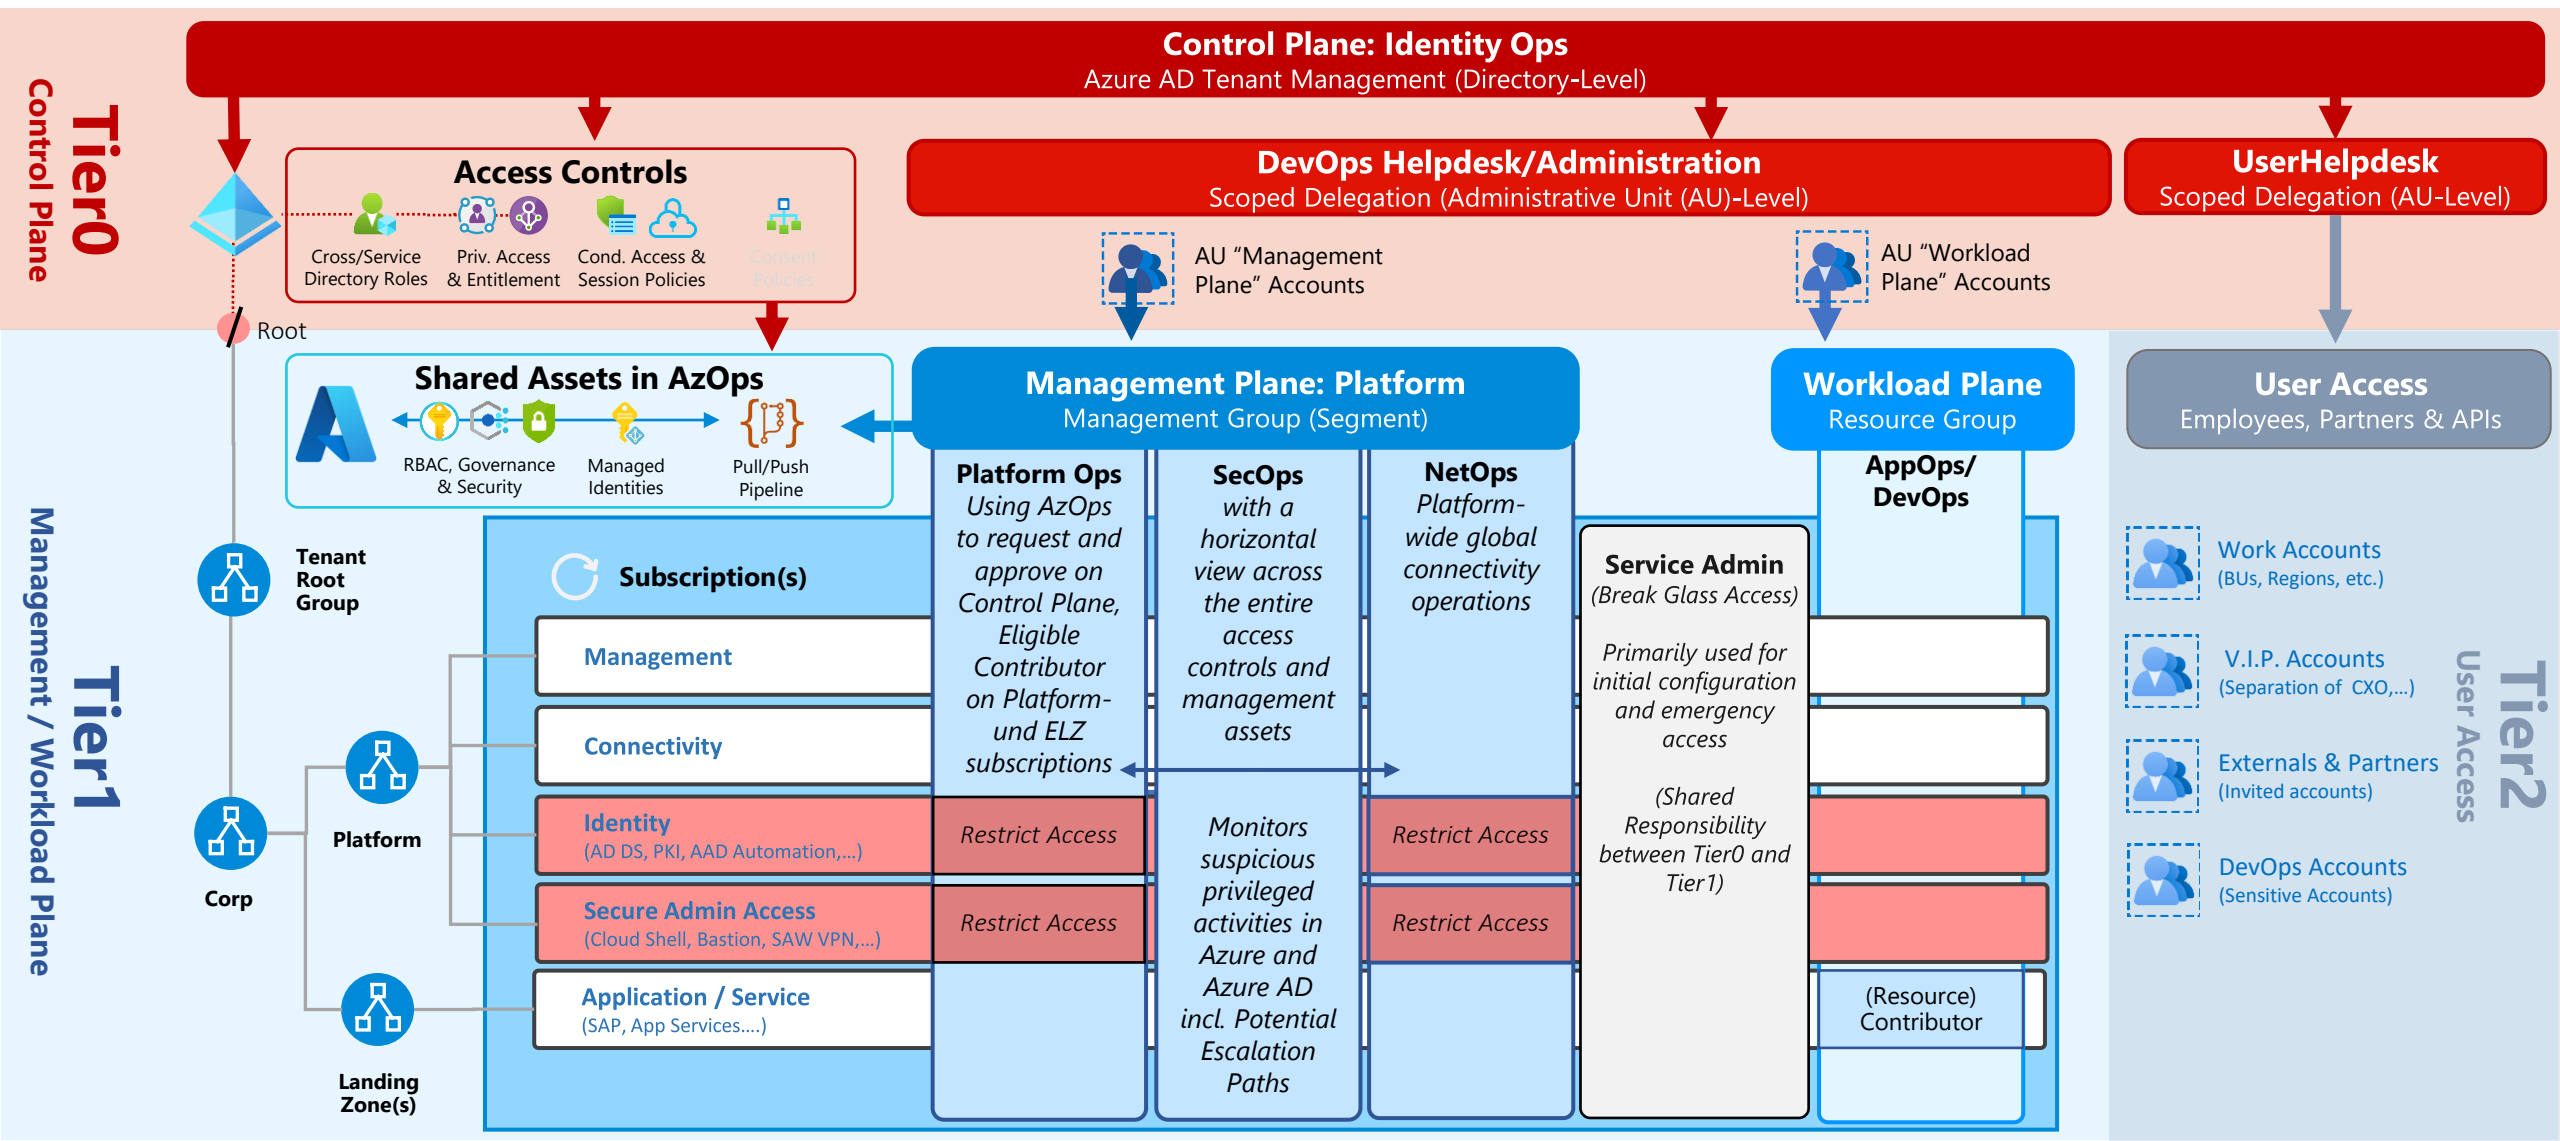 Control Plane: Identity Ops
Azure AD Tenant Management (Directory-Level)
Tier0
Control Plane
Access Controls
Cross/Service
Directory Roles
Priv. Access
& Entitlement
Cond. Access &
Session Policies
Consent
Policies
DevOps Helpdesk/Administration
Scoped Delegation (Administrative Unit (AU)-Level)
UserHelpdesk
Scoped Delegation (AU-Level)
AU “Management
Plane” Accounts
AU “Workload
Plane” Accounts
Root
Tier1
Management / Workload Plane
Shared Assets in AzOps
RBAC, Governance
& Security
Managed
Identities
Pull/Push
Pipeline
Management Plane: Platform
Management Group (Segment)
Workload Plane
Resource Group
User Access
Employees, Partners & APIs
Tenant
Root
Group
Corp
Platform
Landing
Zone(s)
Subscription(s)
Management
Connectivity
Identity
(AD DS, PKI, AAD Automation,...)
Secure Admin Access
(Cloud Shell, Bastion, SAW VPN,...)
Application / Service
(SAP, App Services....)
Platform Ops
Using AzOps
to request and
approve on
Control Plane,
Eligible
Contributor
on Platform-
und ELZ
subscriptions
Restrict Access
Restrict Access
SecOps
with a
horizontal
view across
the entire
access
controls and
management
assets
Monitors
suspicious
privileged
activities in
Azure and
Azure AD
incl. Potential
Escalation
Paths
NetOps
Platform-
wide global
connectivity
operations
Restrict Access
Restrict Access
Service Admin
(Break Glass Access)
Primarily used for
initial configuration
and emergency
access
(Shared
Responsibility
between Tier0 and
Tier1)
AppOps/
DevOps
(Resource)
Contributor
Work Accounts
(BUs, Regions, etc.)
V.I.P. Accounts
(Separation of CXO,...)
Externals & Partners
(Invited accounts)
DevOps Accounts
(Sensitive Accounts)
Tier2
User Access